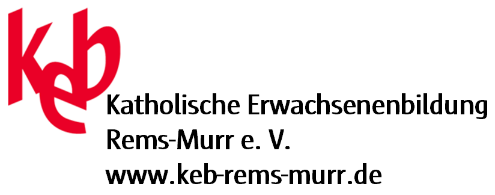 keb
Katholische Erwachsenenbildung
Rems-Murr e. V.
www.keb-rems-murr.de